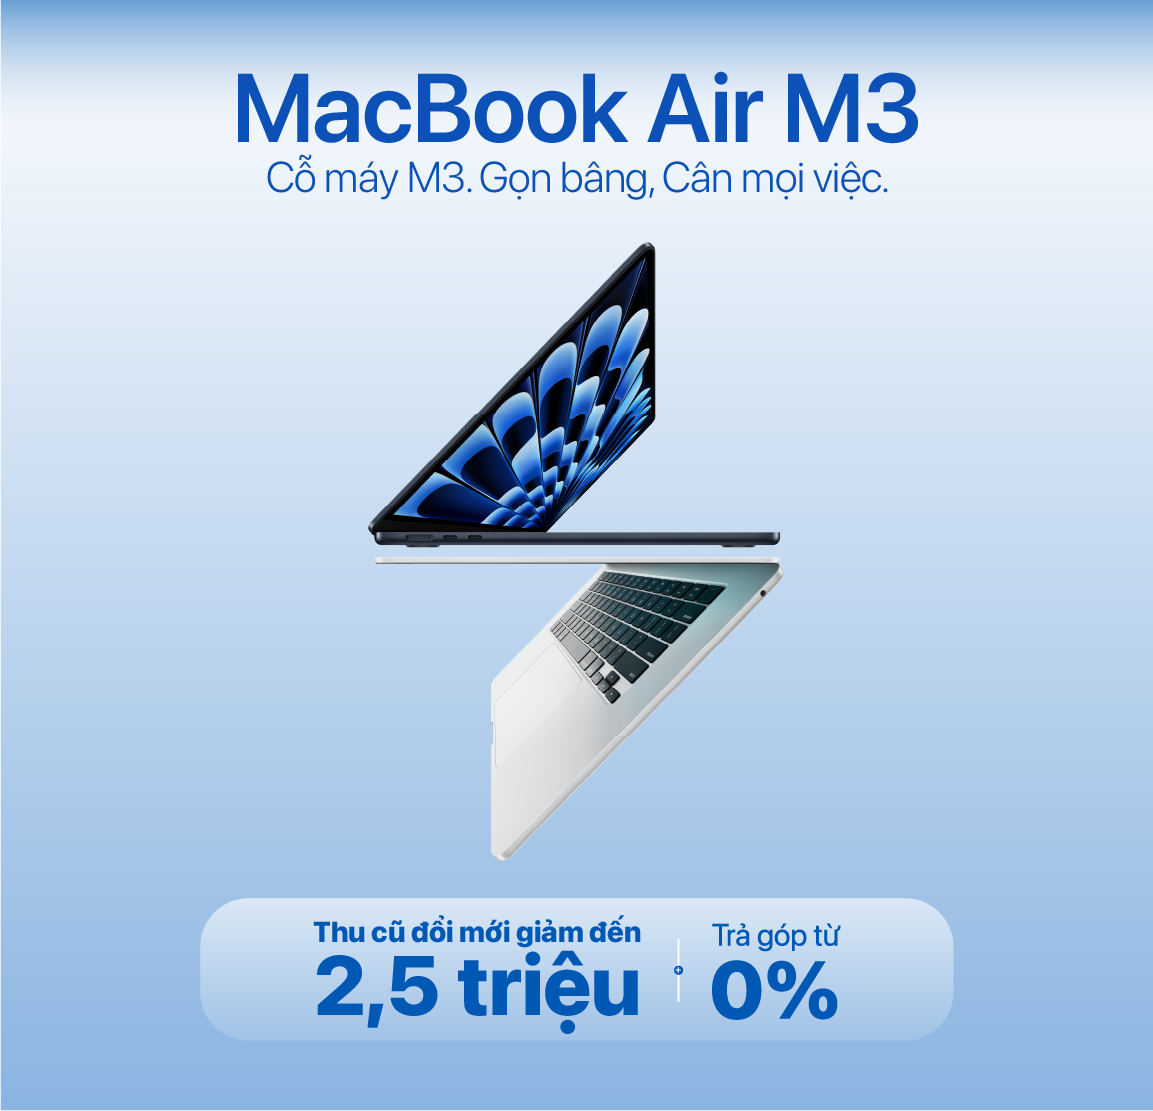 MacBook Air M3
Cỗ máy M3. Gọn bâng, Cân mọi việc.
Thu cũ đổi mới giảm đến
2,5 triệu
+
Trả góp từ
0%